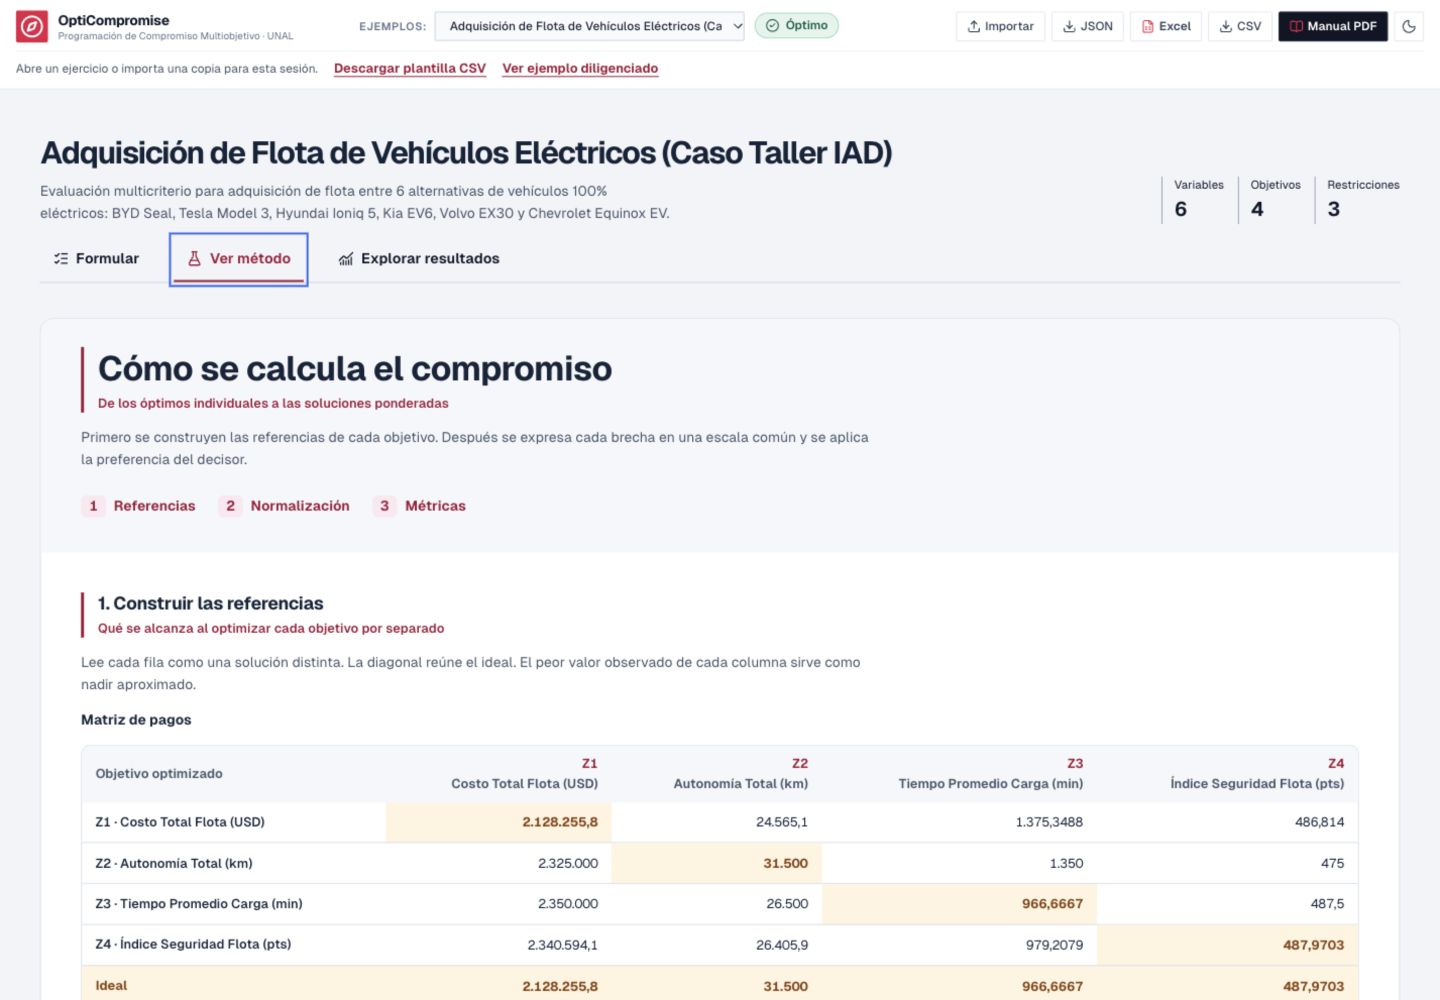 OptiCompromise
Programación de Compromiso Multiobjetivo · UNAL
EJEMPLOS:
Adquisición de Flota de Vehículos Eléctricos (Ca
Óptimo
Importar
JSON
Excel
CSV
Manual PDF
Abre un ejercicio o importa una copia para esta sesión.
Descargar plantilla CSV
Ver ejemplo diligenciado
Adquisición de Flota de Vehículos Eléctricos (Caso Taller IAD)
Evaluación multicriterio para adquisición de flota entre 6 alternativas de vehículos 100%
eléctricos: BYD Seal, Tesla Model 3, Hyundai Ioniq 5, Kia EV6, Volvo EX30 y Chevrolet Equinox EV.
Variables
6
Objetivos
4
Restricciones
3
Formular
Ver método
Explorar resultados
Cómo se calcula el compromiso
De los óptimos individuales a las soluciones ponderadas
Primero se construyen las referencias de cada objetivo. Después se expresa cada brecha en una escala común y se aplica
la preferencia del decisor.
1 Referencias 2 Normalización 3 Métricas
1. Construir las referencias
Qué se alcanza al optimizar cada objetivo por separado
Lee cada fila como una solución distinta. La diagonal reúne el ideal. El peor valor observado de cada columna sirve como
nadir aproximado.
Matriz de pagos
Objetivo optimizado
Z1
Costo Total Flota (USD)
Z2
Autonomía Total (km)
Z3
Tiempo Promedio Carga (min)
Z4
Índice Seguridad Flota (pts)
Z1 · Costo Total Flota (USD) 2.128.255,8 24.565,1 1.375,3488 486,814
Z2 · Autonomía Total (km) 2.325.000 31.500 1.350 475
Z3 · Tiempo Promedio Carga (min) 2.350.000 26.500 966,6667 487,5
Z4 · Índice Seguridad Flota (pts) 2.340.594,1 26.405,9 979,2079 487,9703
Ideal 2.128.255,8 31.500 966,6667 487,9703